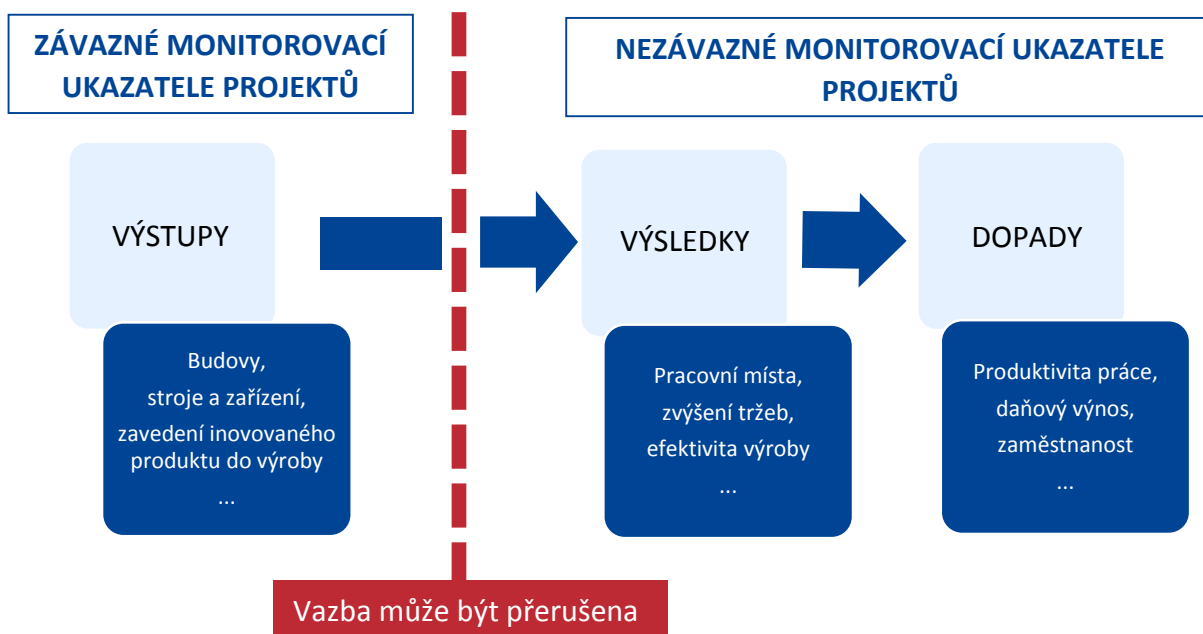 ZÁVAZNÉ MONITOROVACÍ
UKAZATELE PROJEKTŮ
NEZÁVAZNÉ MONITOROVACÍ UKAZATELE
PROJEKTŮ
VÝSTUPY
VÝSLEDKY
DOPADY
Budovy,
stroje a zařízení,
zavedení inovovaného
produktu do výroby
...
Pracovní místa,
zvýšení tržeb,
efektivita výroby
...
Produktivita práce,
daňový výnos,
zaměstnanost
...
Vazba může být přerušena